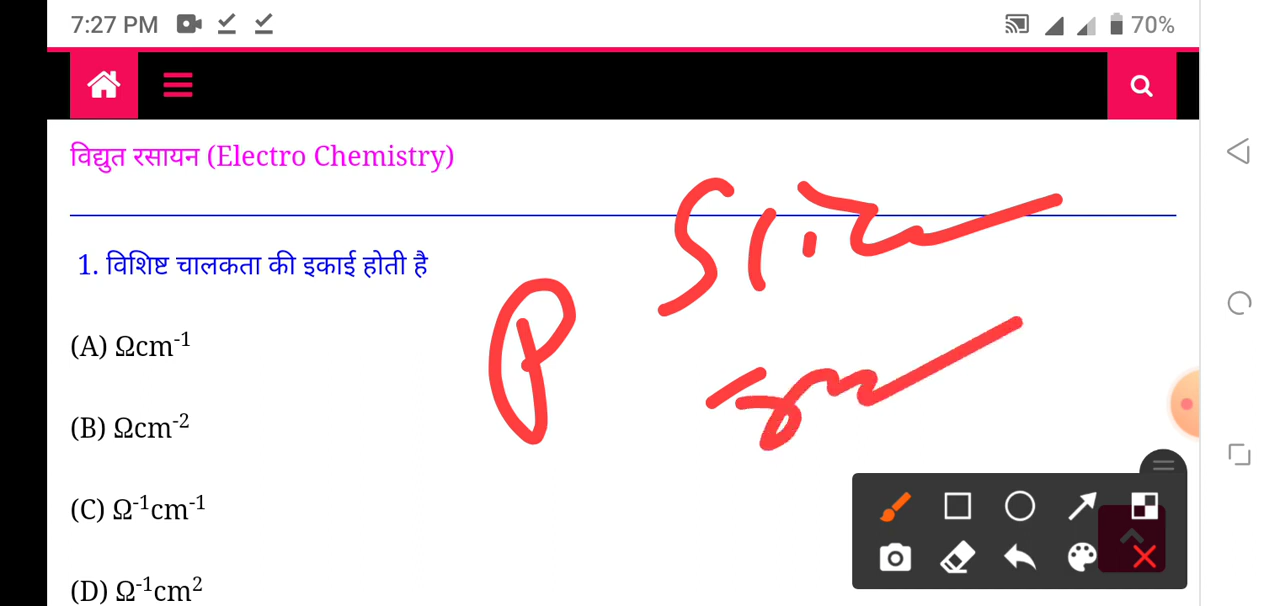 7:27 PM 70%
विद्युत रसायन (Electro Chemistry)
1. विशिष्ट चालकता की इकाई होती है
(A) Ωcm⁻¹
(B) Ωcm⁻²
(C) Ω⁻¹cm⁻¹
(D) Ω⁻¹cm²